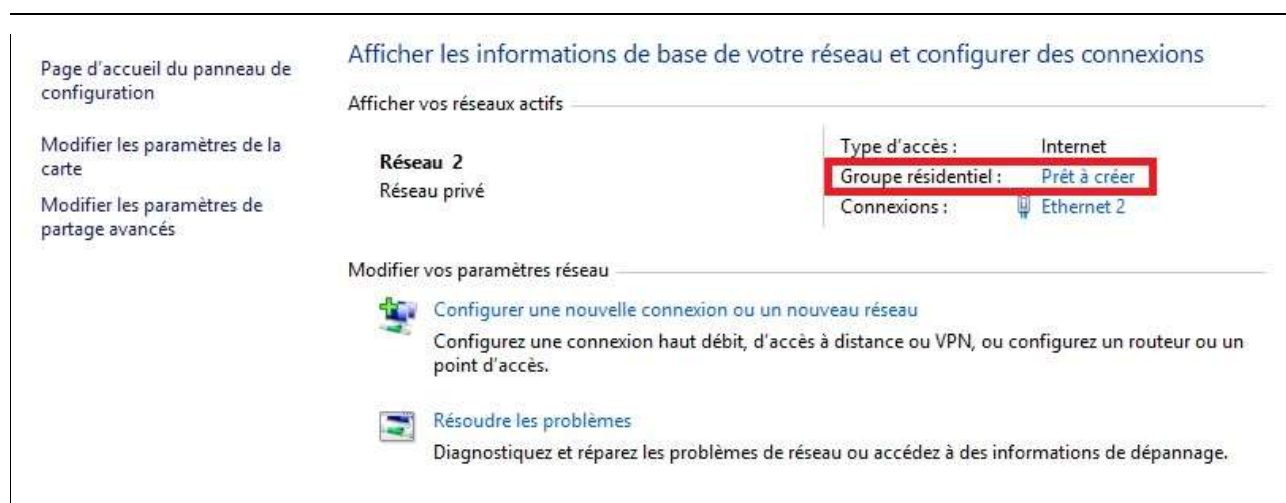 Page d'accueil du panneau de
configuration
Modifier les paramètres de la
carte
Modifier les paramètres de
partage avancés
Afficher les informations de base de votre réseau et configurer des connexions
Afficher vos réseaux actifs
Réseau 2
Réseau privé
Type d'accès : Internet
Groupe résidentiel : Prêt à créer
Connexions : Ethernet 2
Modifier vos paramètres réseau
Configurer une nouvelle connexion ou un nouveau réseau
Configurez une connexion haut débit, d'accès à distance ou VPN, ou configurez un routeur ou un
point d'accès.
Résoudre les problèmes
Diagnostiquez et réparez les problèmes de réseau ou accédez à des informations de dépannage.